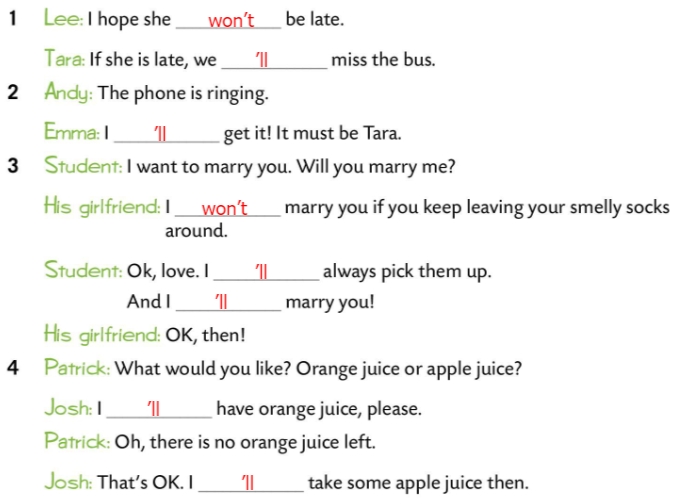 1 Lee: I hope she won't be late.
Tara: If she is late, we 'll miss the bus.
2 Andy: The phone is ringing.
Emma: I 'll get it! It must be Tara.
3 Student: I want to marry you. Will you marry me?
His girlfriend: I won't marry you if you keep leaving your smelly socks
around.
Student: Ok, love. I 'll always pick them up.
And I 'll marry you!
His girlfriend: OK, then!
4 Patrick: What would you like? Orange juice or apple juice?
Josh: I 'll have orange juice, please.
Patrick: Oh, there is no orange juice left.
Josh: That's OK. I 'll take some apple juice then.